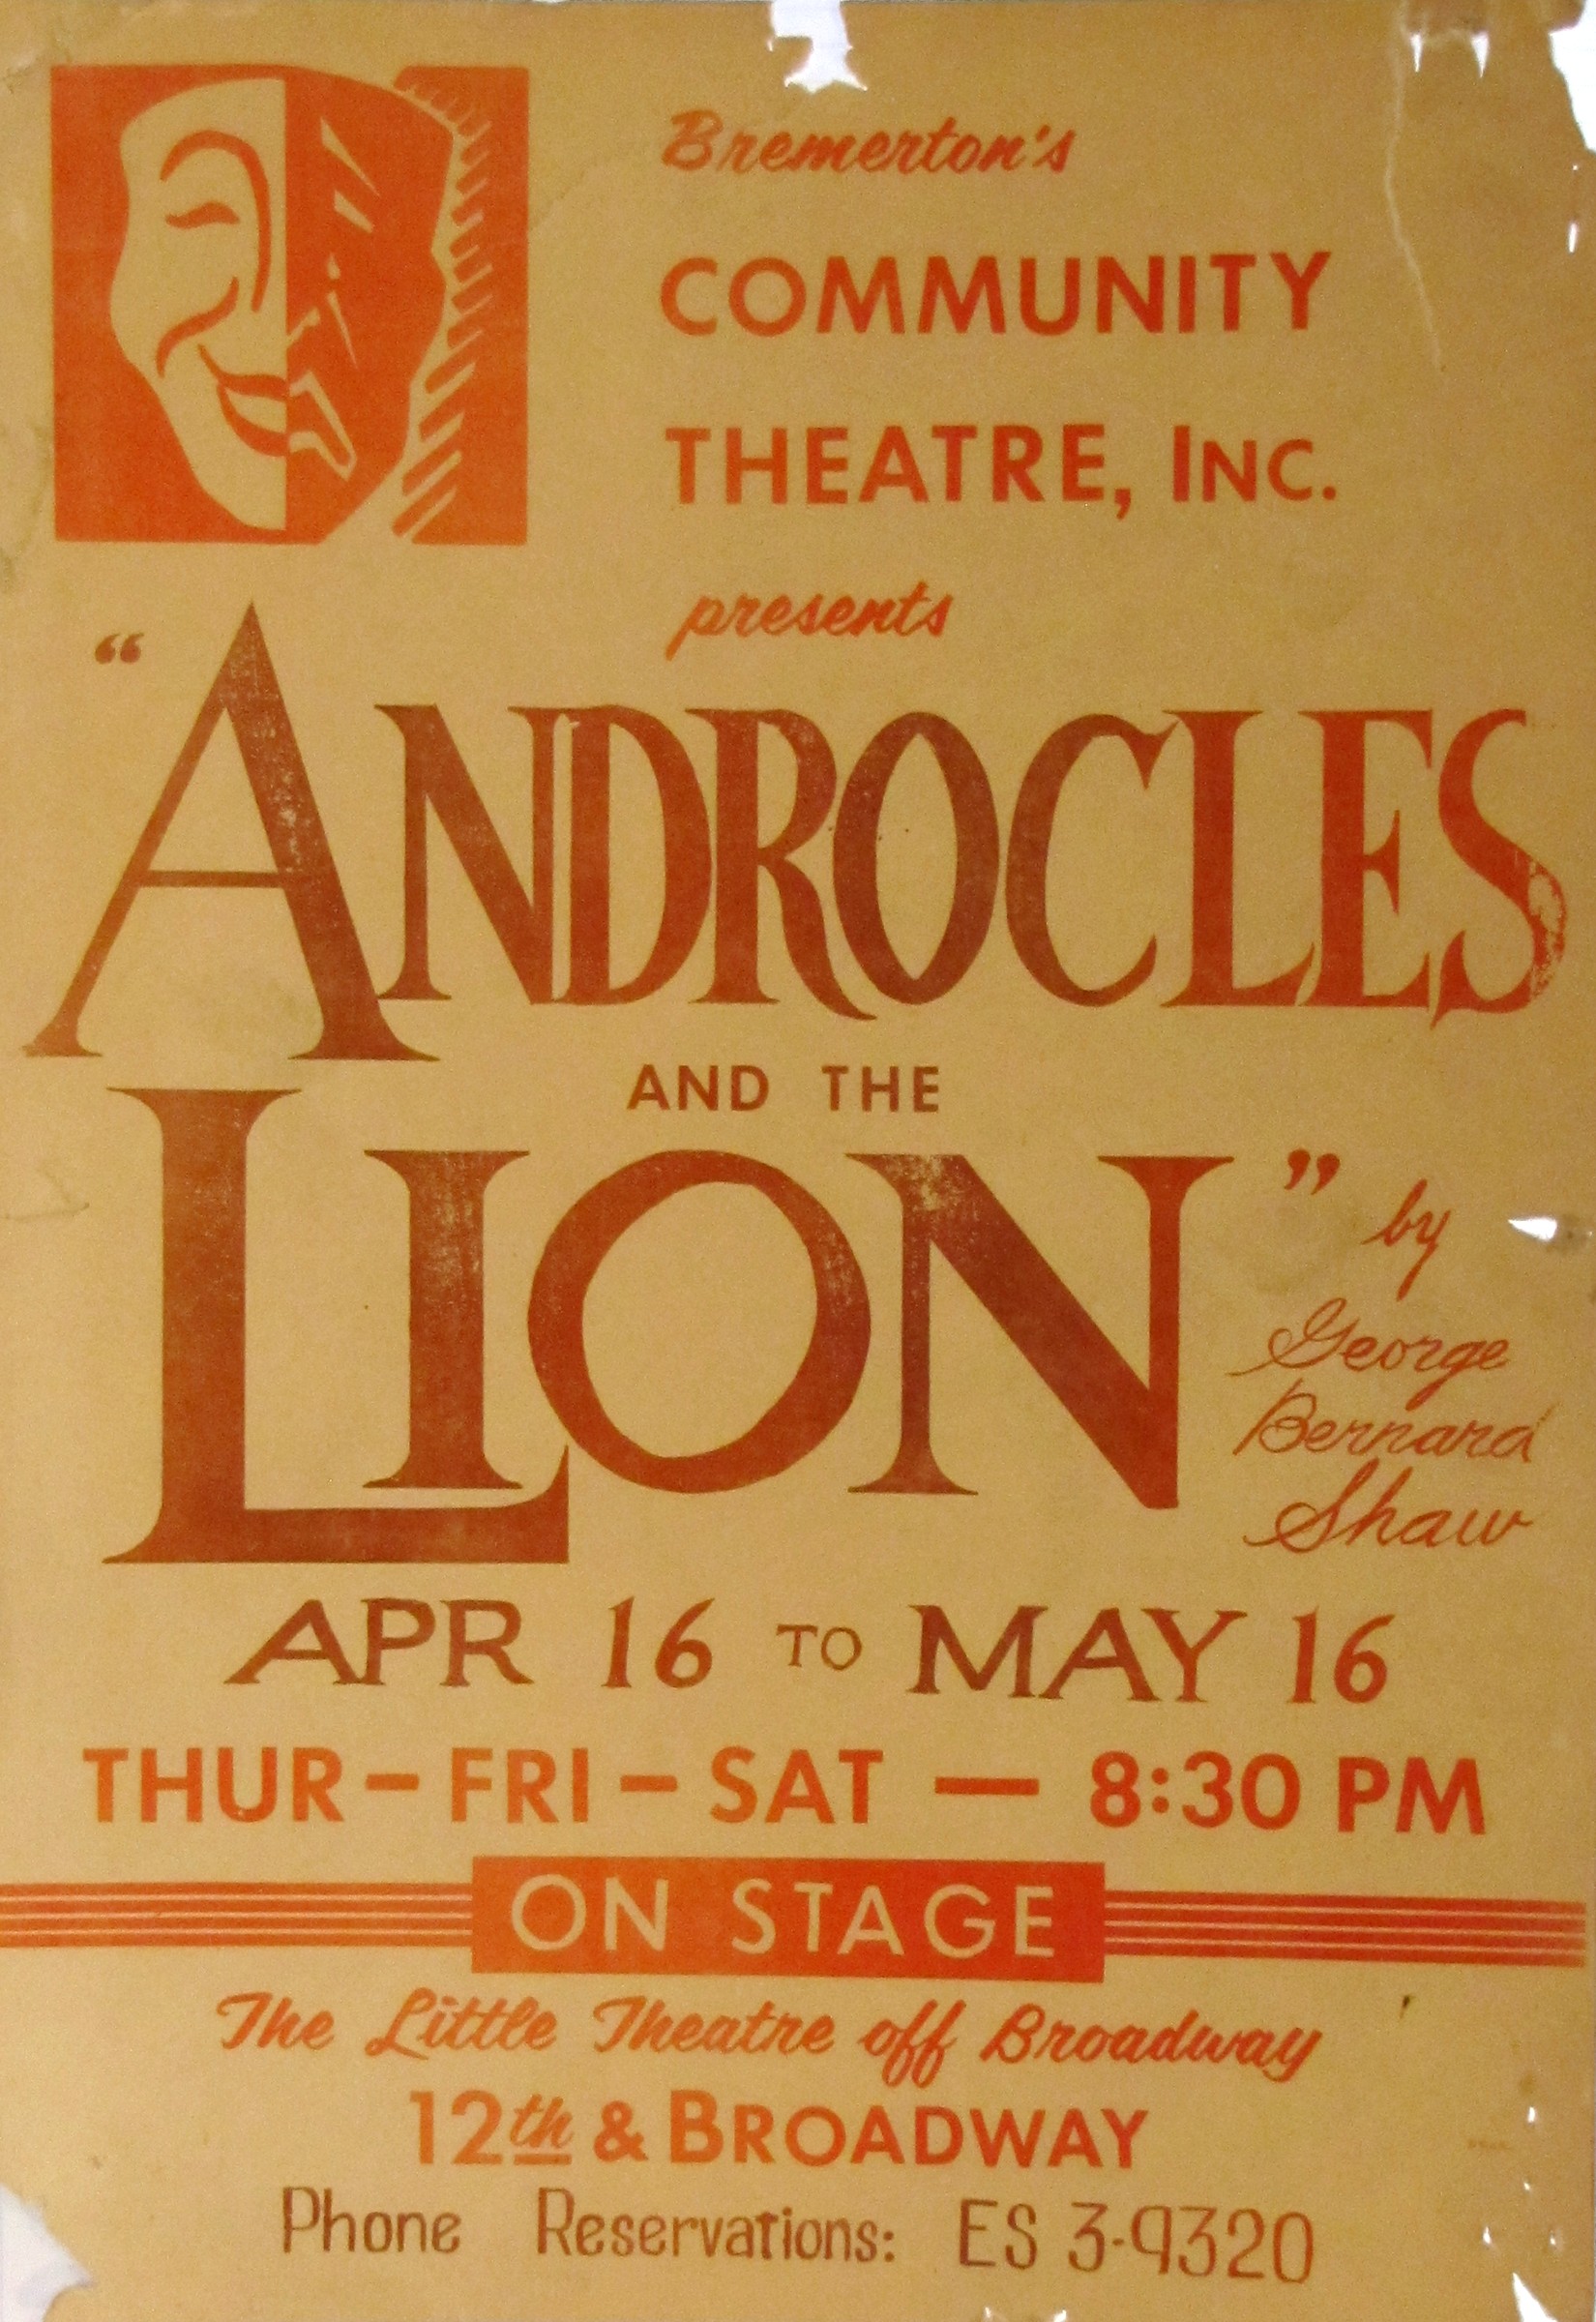 Bremerton's
COMMUNITY
THEATRE, INC.
presents
"ANDROCLES
AND THE
LION" by
George
Bernard
Shaw
APR 16 TO MAY 16
THUR – FRI – SAT — 8:30 PM
ON STAGE
The Little Theatre off Broadway
12th & BROADWAY
Phone Reservations: ES 3-9320